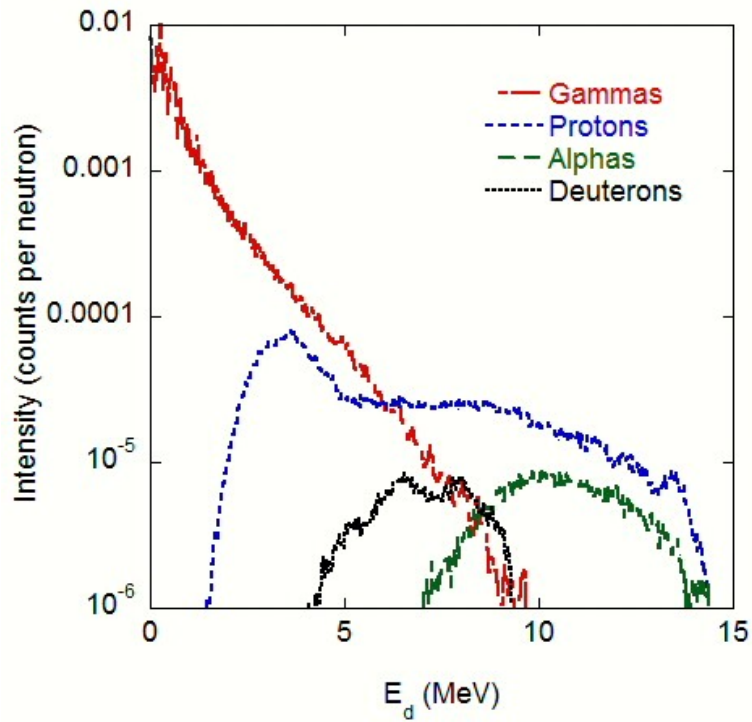 0.01
0.001
0.0001
10⁻⁵
10⁻⁶
Intensity (counts per neutron)
Gammas
Protons
Alphas
Deuterons
0 5 10 15
E_d (MeV)